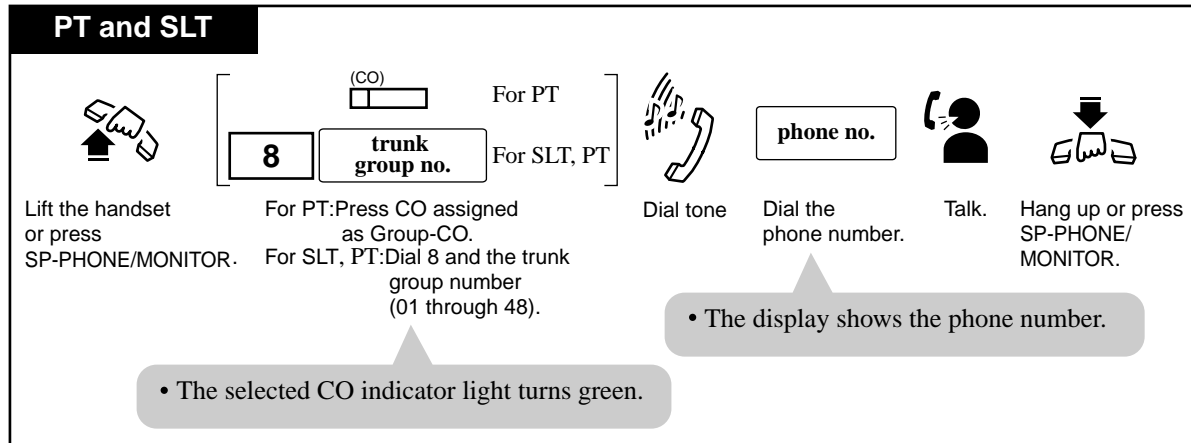 PT and SLT
(CO)
For PT
8
trunk
group no.
For SLT, PT
phone no.
Lift the handset
or press
SP-PHONE/MONITOR.
For PT:Press CO assigned
as Group-CO.
For SLT, PT:Dial 8 and the trunk
group number
(01 through 48).
Dial tone
Dial the
phone number.
Talk.
Hang up or press
SP-PHONE/
MONITOR.
• The display shows the phone number.
• The selected CO indicator light turns green.